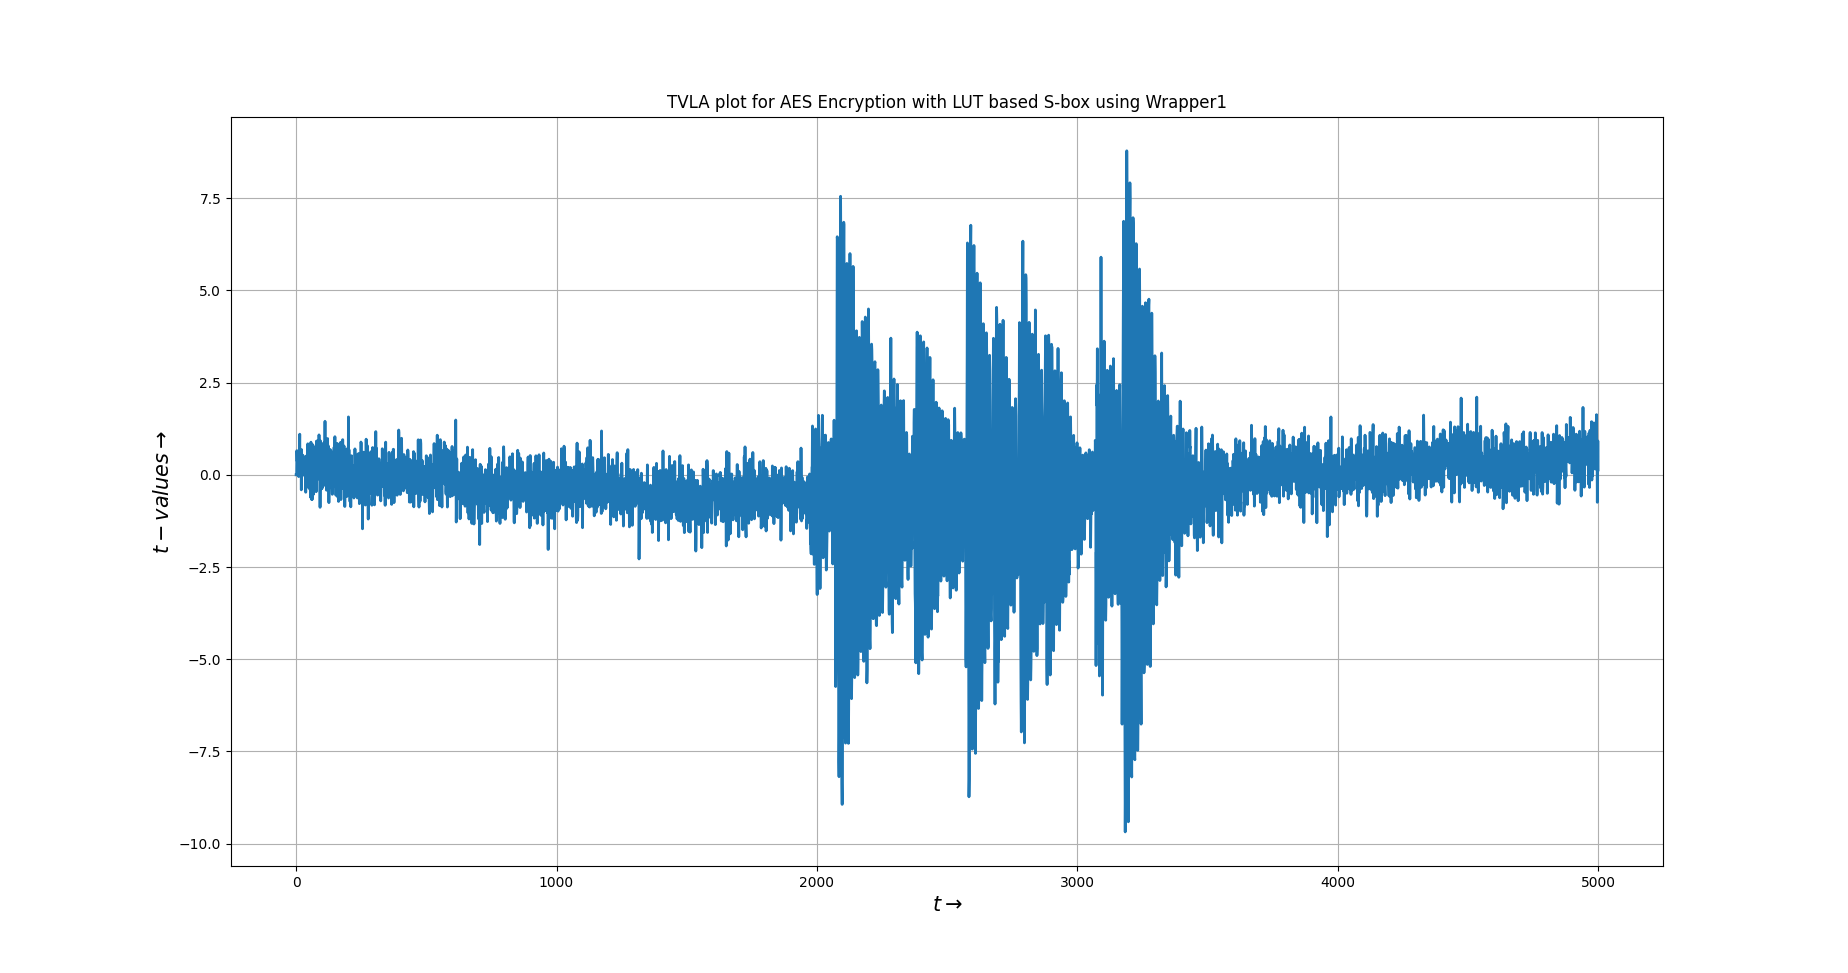 TVLA plot for AES Encryption with LUT based S-box using Wrapper1
7.5
5.0
2.5
0.0
−2.5
−5.0
−7.5
−10.0
t − values →
0 1000 2000 3000 4000 5000
t →